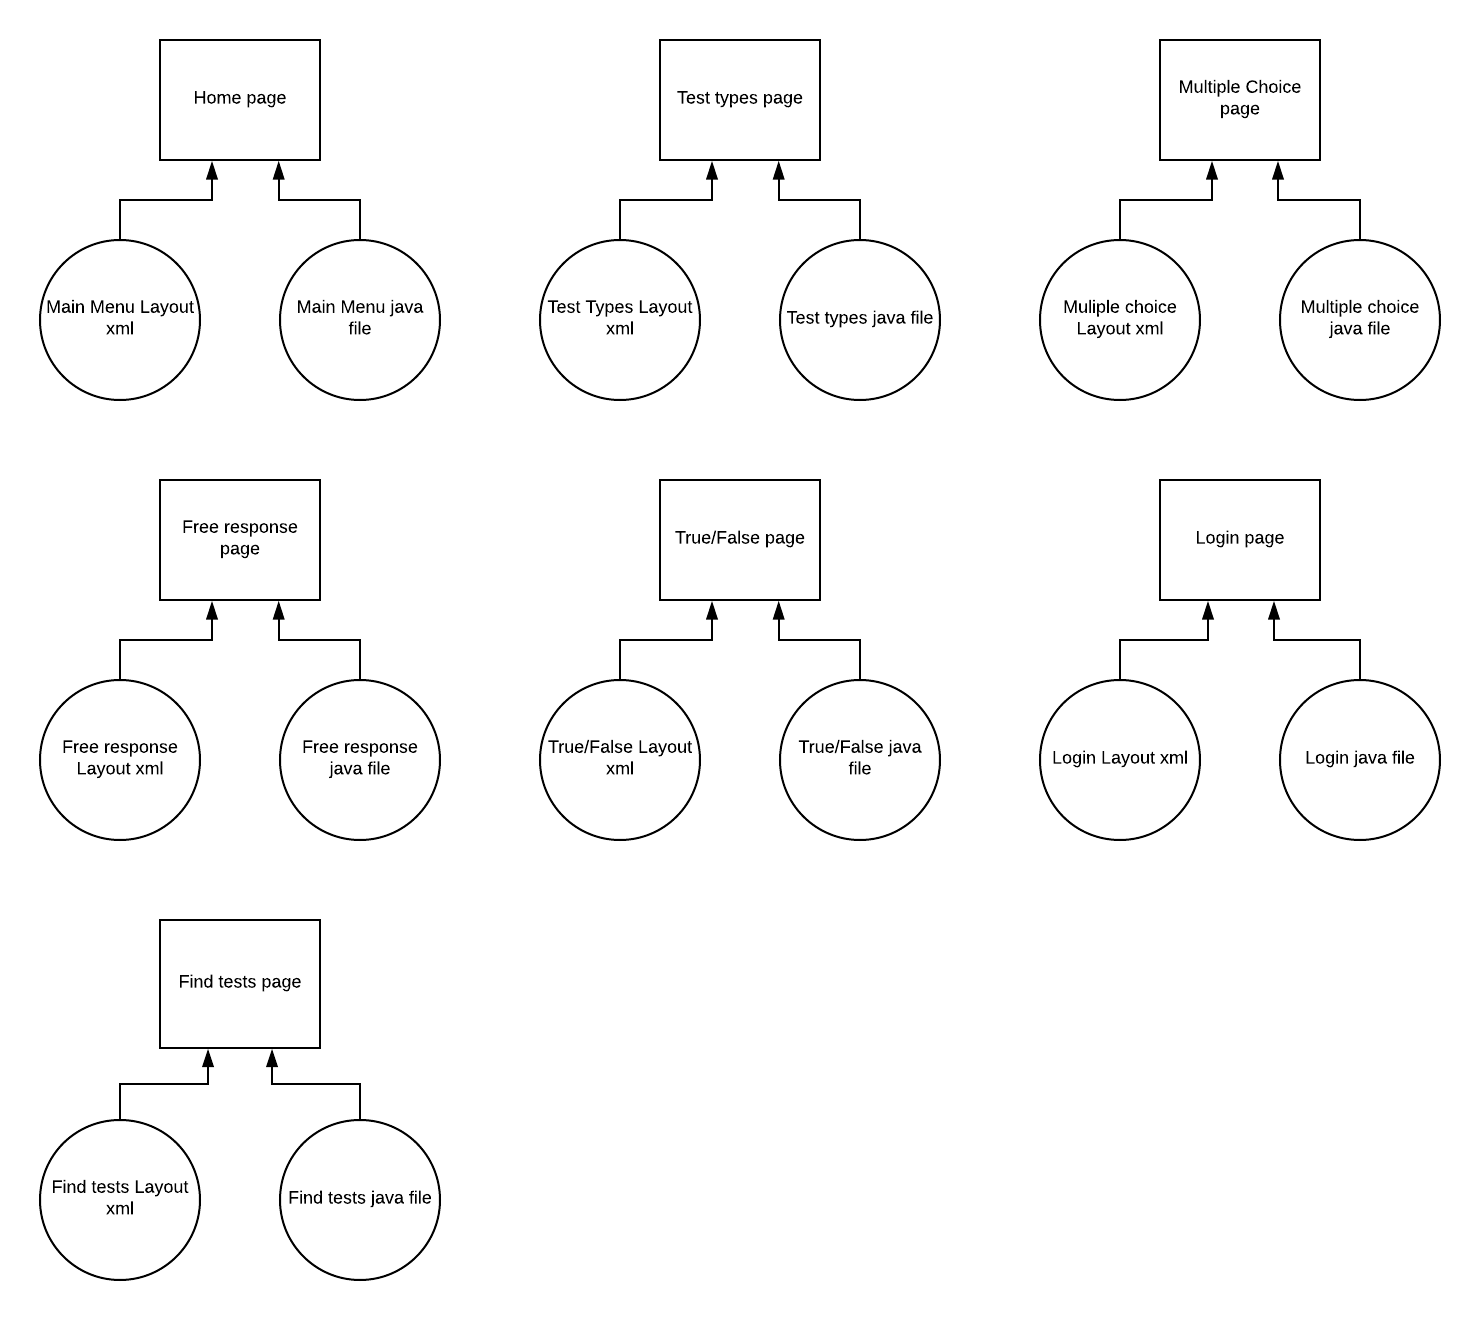 Home page
Test types page
Multiple Choice
page
Main Menu Layout
xml
Main Menu java
file
Test Types Layout
xml
Test types java file
Muliple choice
Layout xml
Multiple choice
java file
Free response
page
True/False page
Login page
Free response
Layout xml
Free response
java file
True/False Layout
xml
True/False java
file
Login Layout xml
Login java file
Find tests page
Find tests Layout
xml
Find tests java file